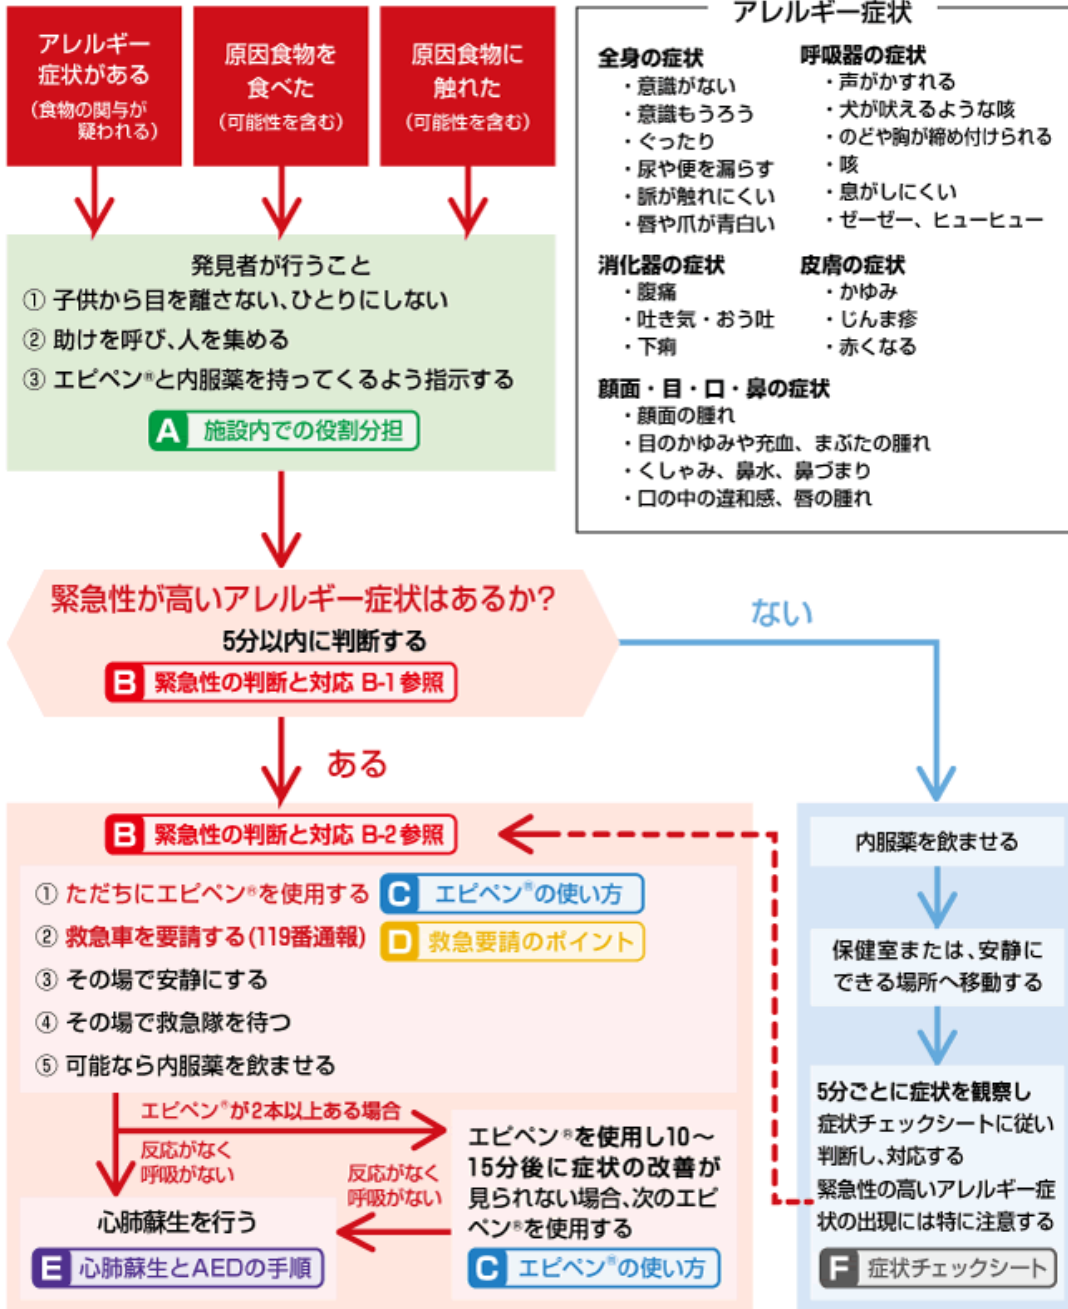 アレルギー
症状がある
（食物の関与が
疑われる）
原因食物を
食べた
（可能性を含む）
原因食物に
触れた
（可能性を含む）
発見者が行うこと
① 子供から目を離さない、ひとりにしない
② 助けを呼び、人を集める
③ エピペン®と内服薬を持ってくるよう指示する
A 施設内での役割分担
アレルギー症状
全身の症状
・意識がない
・意識もうろう
・ぐったり
・尿や便を漏らす
・脈が触れにくい
・唇や爪が青白い
呼吸器の症状
・声がかすれる
・犬が吠えるような咳
・のどや胸が締め付けられる
・咳
・息がしにくい
・ゼーゼー、ヒューヒュー
消化器の症状
・腹痛
・吐き気・おう吐
・下痢
皮膚の症状
・かゆみ
・じんま疹
・赤くなる
顔面・目・口・鼻の症状
・顔面の腫れ
・目のかゆみや充血、まぶたの腫れ
・くしゃみ、鼻水、鼻づまり
・口の中の違和感、唇の腫れ
緊急性が高いアレルギー症状はあるか?
5分以内に判断する
B 緊急性の判断と対応 B-1参照
ない
ある
B 緊急性の判断と対応 B-2参照
① ただちにエピペン®を使用する C エピペン®の使い方
② 救急車を要請する(119番通報) D 救急要請のポイント
③ その場で安静にする
④ その場で救急隊を待つ
⑤ 可能なら内服薬を飲ませる
エピペン®が2本以上ある場合
反応がなく
呼吸がない
エピペン®を使用し10～
15分後に症状の改善が
見られない場合、次のエピ
ペン®を使用する
C エピペン®の使い方
反応がなく
呼吸がない
心肺蘇生を行う
E 心肺蘇生とAEDの手順
内服薬を飲ませる
保健室または、安静に
できる場所へ移動する
5分ごとに症状を観察し
症状チェックシートに従い
判断し、対応する
緊急性の高いアレルギー症
状の出現には特に注意する
F 症状チェックシート